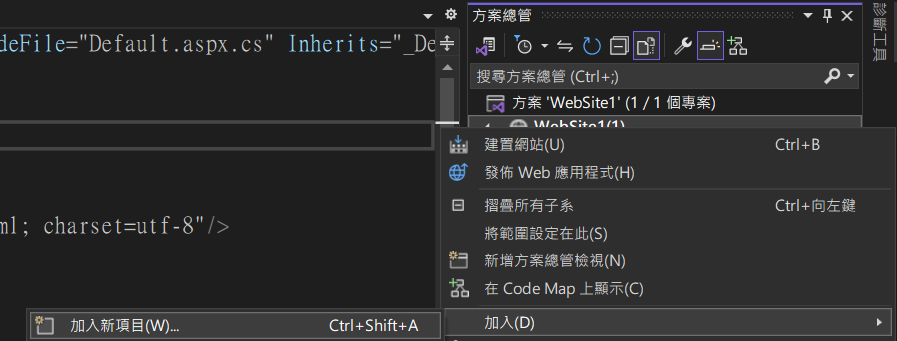 方案總管
deFile="Default.aspx.cs" Inherits="_De
搜尋方案總管 (Ctrl+;)
方案 'WebSite1' (1 / 1 個專案)
WebSite1(1)
建置網站(U) Ctrl+B
發佈 Web 應用程式(H)
摺疊所有子系 Ctrl+向左鍵
ml; charset=utf-8"/>
將範圍設定在此(S)
新增方案總管檢視(N)
在 Code Map 上顯示(C)
加入(D)
加入新項目(W)... Ctrl+Shift+A
診斷工具